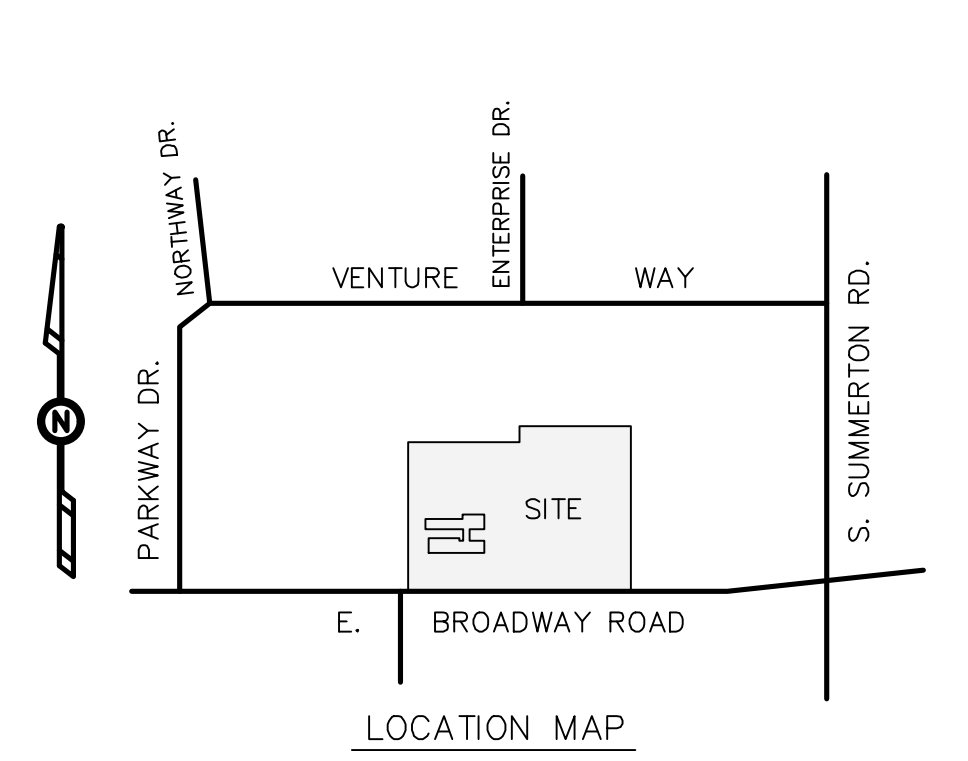 NORTHWAY DR.
ENTERPRISE DR.
VENTURE WAY
S. SUMMERTON RD.
PARKWAY DR.
N
SITE
E. BROADWAY ROAD
LOCATION MAP